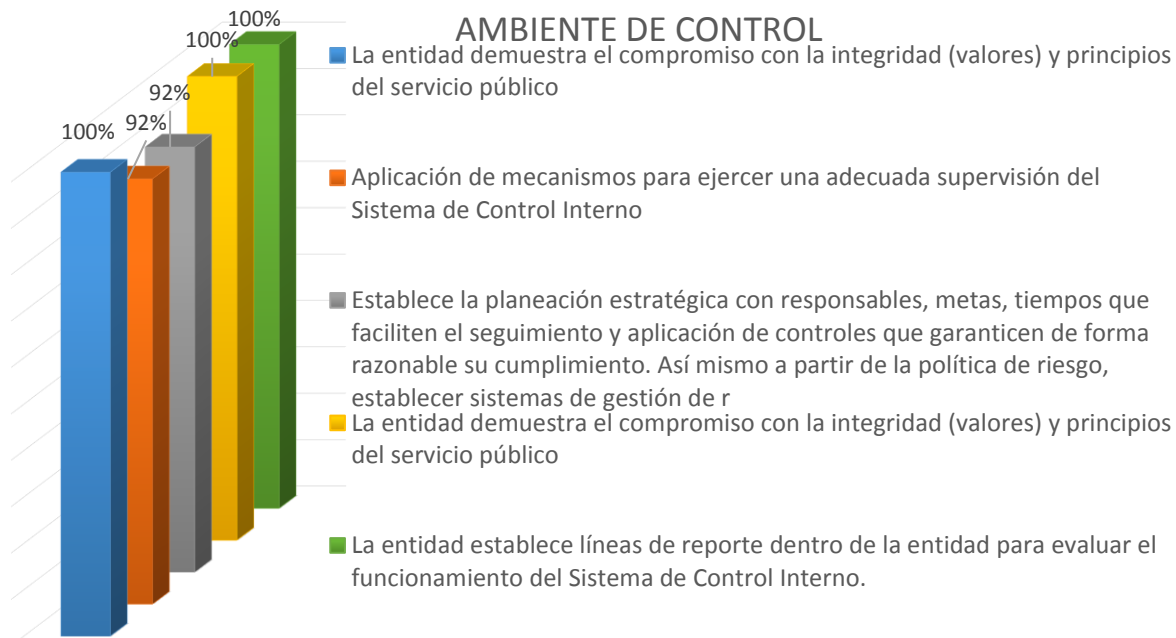 AMBIENTE DE CONTROL
100%
92%
92%
100%
100%
La entidad demuestra el compromiso con la integridad (valores) y principios
del servicio público
Aplicación de mecanismos para ejercer una adecuada supervisión del
Sistema de Control Interno
Establece la planeación estratégica con responsables, metas, tiempos que
faciliten el seguimiento y aplicación de controles que garanticen de forma
razonable su cumplimiento. Así mismo a partir de la política de riesgo,
establecer sistemas de gestión de r
La entidad demuestra el compromiso con la integridad (valores) y principios
del servicio público
La entidad establece líneas de reporte dentro de la entidad para evaluar el
funcionamiento del Sistema de Control Interno.